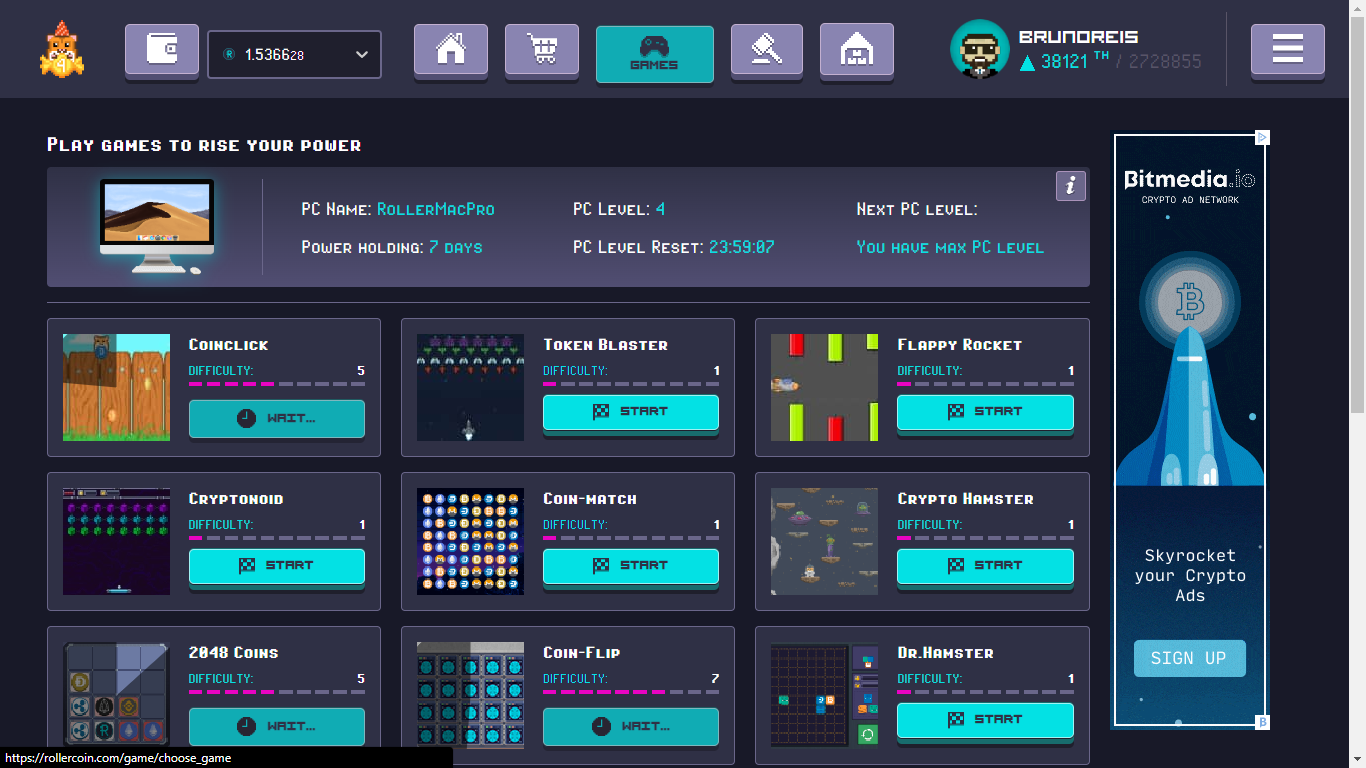 1.536628
GAMES
BRUNOREIS
38121 TH / 2728855
Play games to rise your power
PC Name: RollerMacPro
PC Level: 4
Next PC level:
Power holding: 7 days
PC Level Reset: 23:59:07
You have max PC level
i
Coinclick
DIFFICULTY: 5
WAIT...
Token Blaster
DIFFICULTY: 1
START
Flappy Rocket
DIFFICULTY: 1
START
Cryptonoid
DIFFICULTY: 1
START
Coin-match
DIFFICULTY: 1
START
Crypto Hamster
DIFFICULTY: 1
START
2048 Coins
DIFFICULTY: 5
WAIT...
Coin-Flip
DIFFICULTY: 7
WAIT...
Dr.Hamster
DIFFICULTY: 1
START
Bitmedia.io
CRYPTO AD NETWORK
Skyrocket
your Crypto
Ads
SIGN UP
https://rollercoin.com/game/choose_game